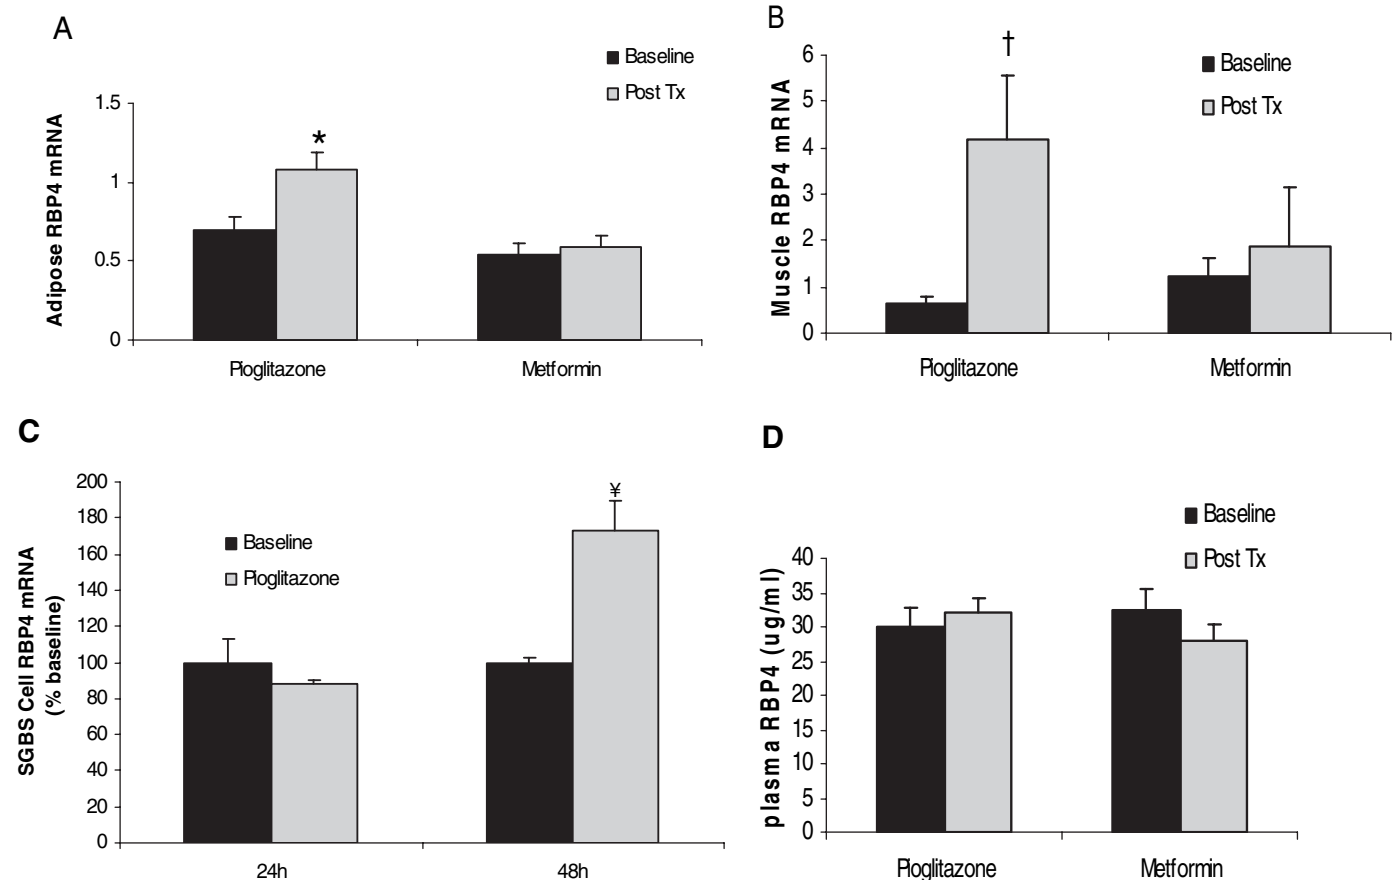 A
Baseline
Post Tx
Adipose RBP4 mRNA
1.5
1
0.5
0
*
Pioglitazone
Metformin
B
Baseline
Post Tx
Muscle RBP4 mRNA
6
5
4
3
2
1
0
†
Pioglitazone
Metformin
C
Baseline
Pioglitazone
SGBS Cell RBP4 mRNA
(% baseline)
200
180
160
140
120
100
80
60
40
20
0
¥
24h
48h
D
Baseline
Post Tx
plasma RBP4 (ug/ml)
40
35
30
25
20
15
10
5
0
Pioglitazone
Metformin